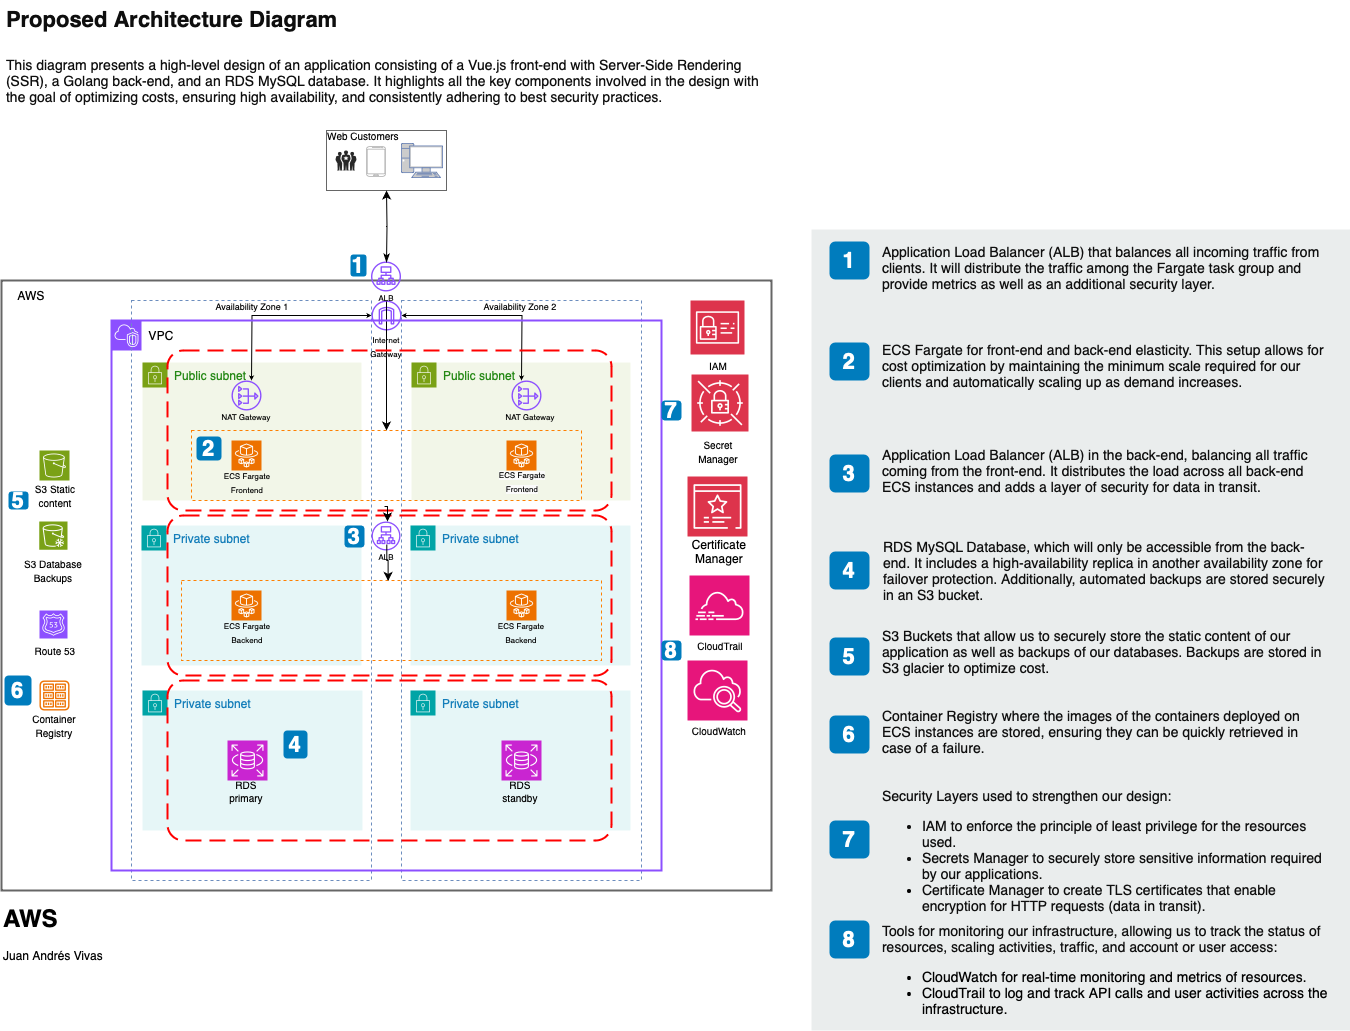 Proposed Architecture Diagram
This diagram presents a high-level design of an application consisting of a Vue.js front-end with Server-Side Rendering
(SSR), a Golang back-end, and an RDS MySQL database. It highlights all the key components involved in the design with
the goal of optimizing costs, ensuring high availability, and consistently adhering to best security practices.
Web Customers
1
ALB
AWS
Availability Zone 1
Availability Zone 2
Internet
Gateway
VPC
Public subnet
Public subnet
NAT Gateway
NAT Gateway
2
ECS Fargate
Frontend
ECS Fargate
Frontend
Private subnet
3
ALB
Private subnet
ECS Fargate
Backend
ECS Fargate
Backend
Private subnet
Private subnet
4
RDS
primary
RDS
standby
S3 Static
content
5
S3 Database
Backups
53
Route 53
6
Container
Registry
IAM
7
Secret
Manager
Certificate
Manager
CloudTrail
8
CloudWatch
AWS
Juan Andrés Vivas
1
Application Load Balancer (ALB) that balances all incoming traffic from
clients. It will distribute the traffic among the Fargate task group and
provide metrics as well as an additional security layer.
2
ECS Fargate for front-end and back-end elasticity. This setup allows for
cost optimization by maintaining the minimum scale required for our
clients and automatically scaling up as demand increases.
3
Application Load Balancer (ALB) in the back-end, balancing all traffic
coming from the front-end. It distributes the load across all back-end
ECS instances and adds a layer of security for data in transit.
4
RDS MySQL Database, which will only be accessible from the back-
end. It includes a high-availability replica in another availability zone for
failover protection. Additionally, automated backups are stored securely
in an S3 bucket.
5
S3 Buckets that allow us to securely store the static content of our
application as well as backups of our databases. Backups are stored in
S3 glacier to optimize cost.
6
Container Registry where the images of the containers deployed on
ECS instances are stored, ensuring they can be quickly retrieved in
case of a failure.
7
Security Layers used to strengthen our design:
• IAM to enforce the principle of least privilege for the resources
used.
• Secrets Manager to securely store sensitive information required
by our applications.
• Certificate Manager to create TLS certificates that enable
encryption for HTTP requests (data in transit).
8
Tools for monitoring our infrastructure, allowing us to track the status of
resources, scaling activities, traffic, and account or user access:
• CloudWatch for real-time monitoring and metrics of resources.
• CloudTrail to log and track API calls and user activities across the
infrastructure.